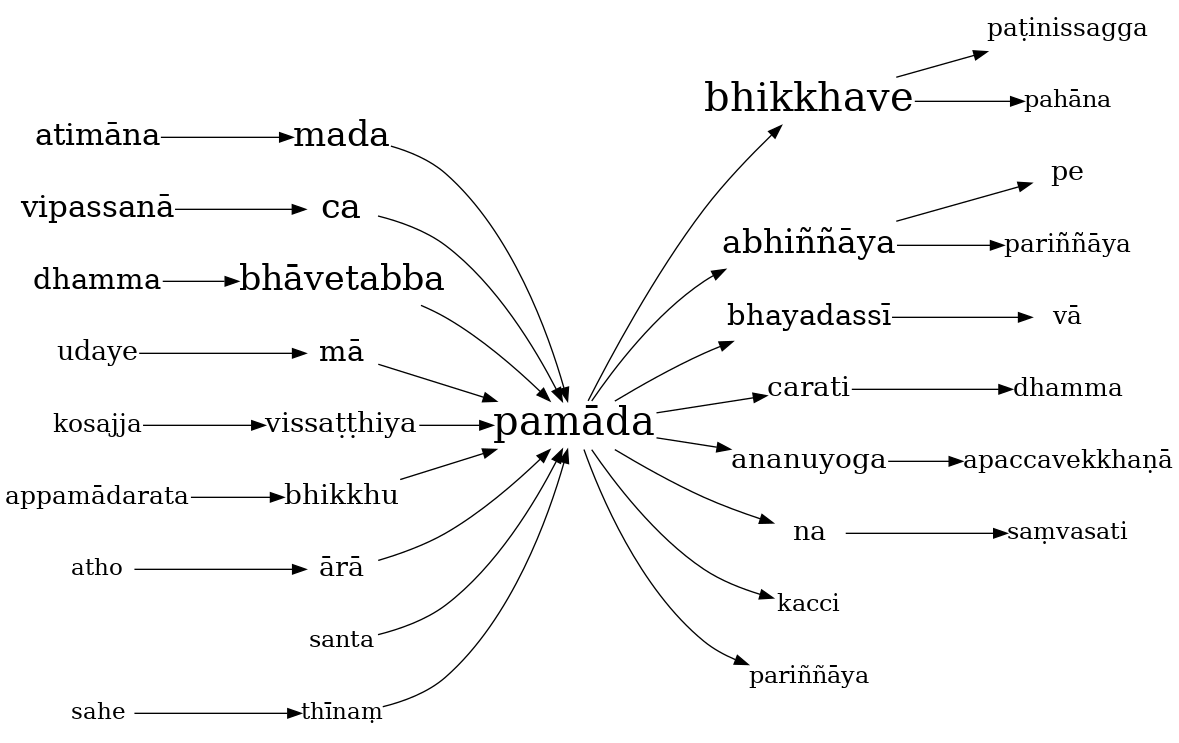 paṭinissagga
bhikkhave
pahāna
atimāna mada
pe
vipassanā ca
abhiññāya pariññāya
dhamma bhāvetabba
bhayadassī vā
udaye mā
carati dhamma
kosajja vissaṭṭhiya pamāda
ananuyoga apaccavekkhaṇā
appamādarata bhikkhu
na saṃvasati
atho ārā
kacci
santa
pariññāya
sahe thīnaṃ